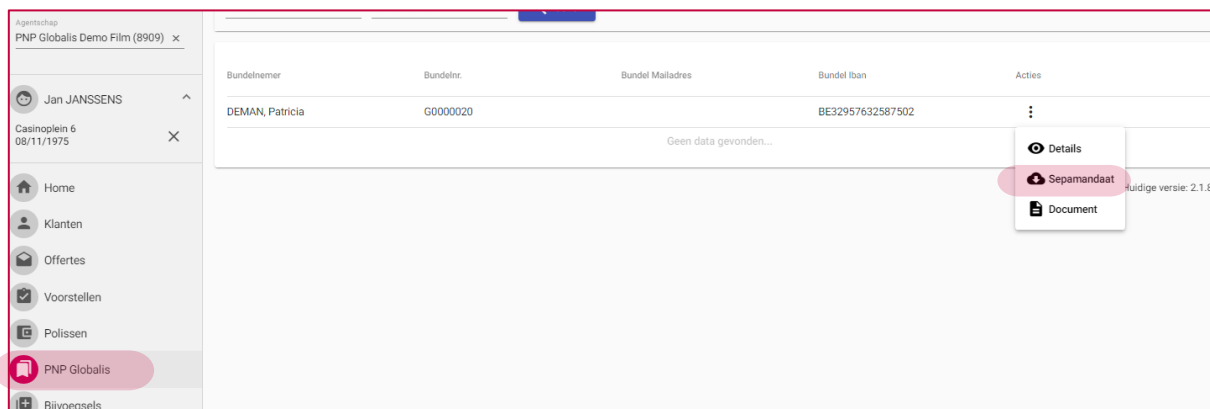 Agentschap
PNP Globalis Demo Film (8909)
Jan JANSSENS
Casinoplein 6
08/11/1975
Home
Klanten
Offertes
Voorstellen
Polissen
PNP Globalis
Bijvoegsels
Bundelnemer Bundelnr. Bundel Mailadres Bundel Iban Acties
DEMAN, Patricia G0000020 BE32957632587502
Geen data gevonden...
Details
Sepamandaat
Document
Huidige versie: 2.1.8